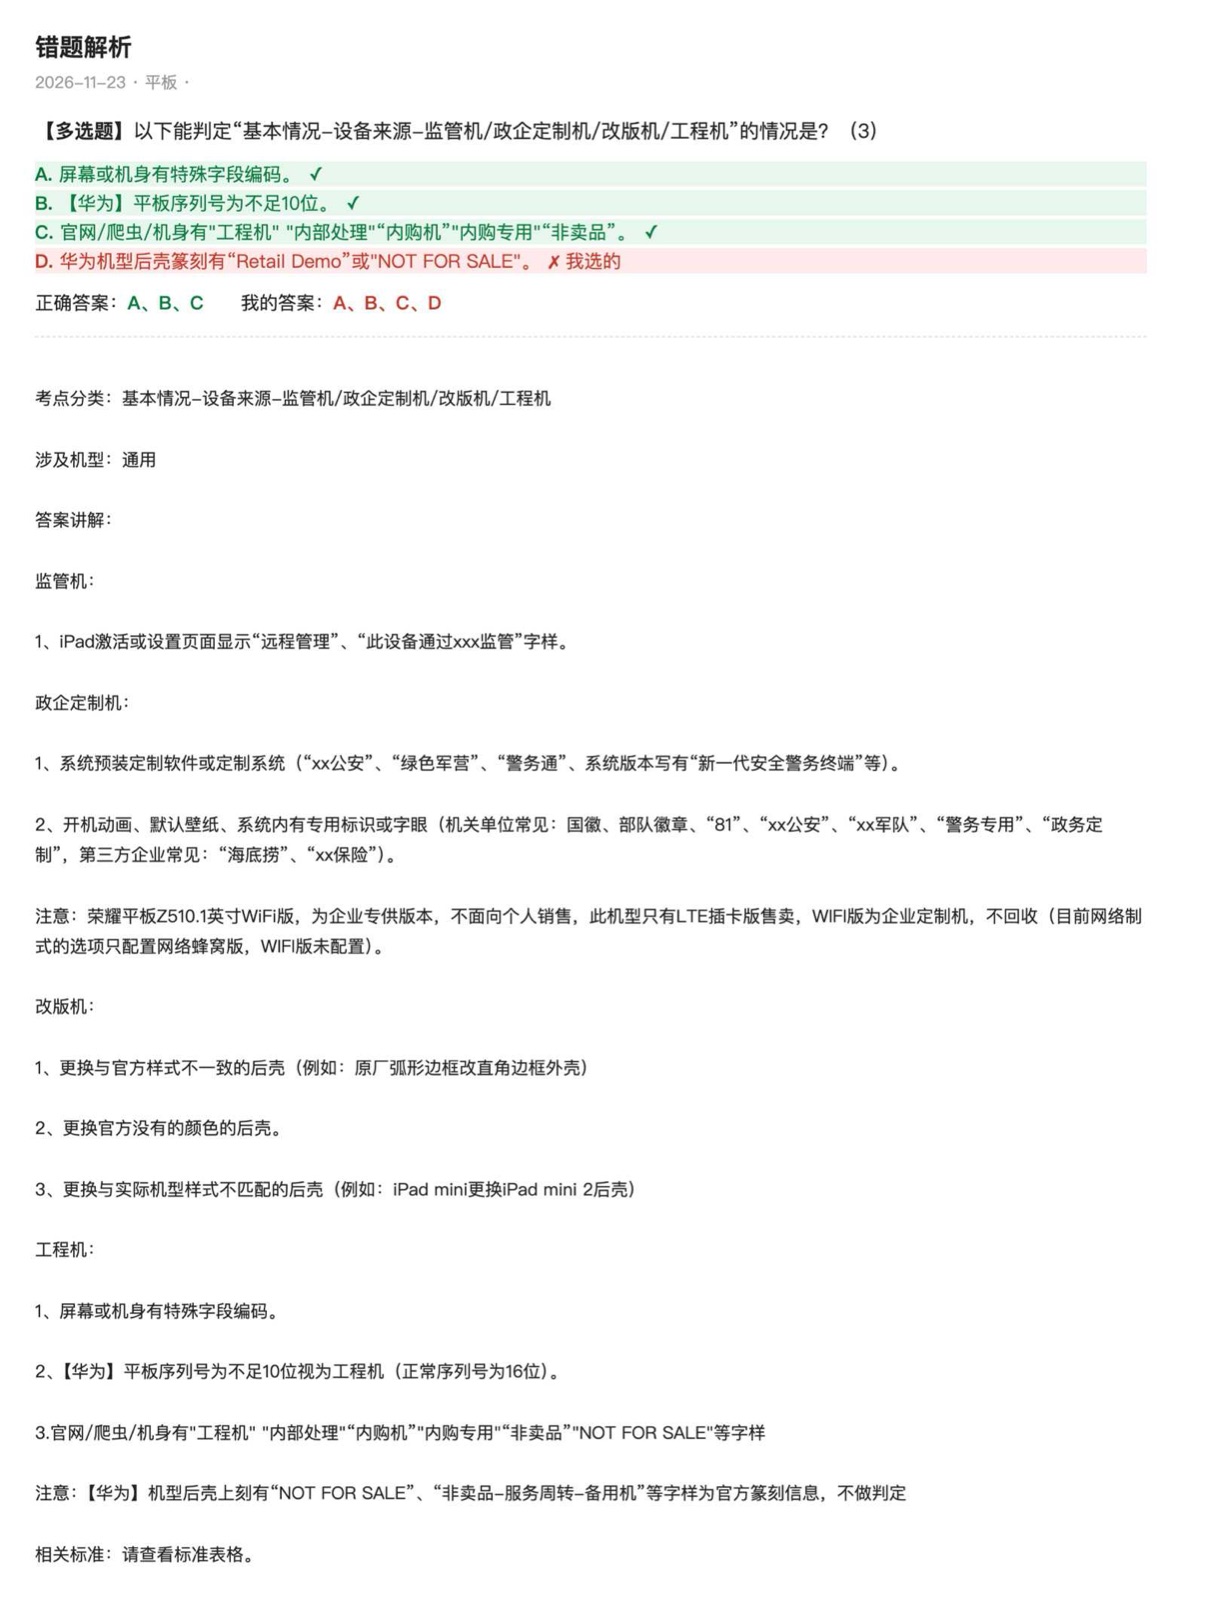 错题解析
2026-11-23 · 平板 ·
【多选题】以下能判定“基本情况-设备来源-监管机/政企定制机/改版机/工程机”的情况是？（3）
A. 屏幕或机身有特殊字段编码。 ✓
B. 【华为】平板序列号为不足10位。 ✓
C. 官网/爬虫/机身有"工程机" "内部处理"“内购机”"内购专用"“非卖品”。 ✓
D. 华为机型后壳篆刻有“Retail Demo”或"NOT FOR SALE"。 ✗ 我选的
正确答案：A、B、C 我的答案：A、B、C、D
考点分类：基本情况-设备来源-监管机/政企定制机/改版机/工程机
涉及机型：通用
答案讲解：
监管机：
1、iPad激活或设置页面显示“远程管理”、“此设备通过xxx监管”字样。
政企定制机：
1、系统预装定制软件或定制系统（“xx公安”、“绿色军营”、“警务通”、系统版本写有“新一代安全警务终端”等）。
2、开机动画、默认壁纸、系统内有专用标识或字眼（机关单位常见：国徽、部队徽章、“81”、“xx公安”、“xx军队”、“警务专用”、“政务定
制”，第三方企业常见：“海底捞”、“xx保险”）。
注意：荣耀平板Z510.1英寸WiFi版，为企业专供版本，不面向个人销售，此机型只有LTE插卡版售卖，WIFI版为企业定制机，不回收（目前网络制
式的选项只配置网络蜂窝版，WIFI版未配置）。
改版机：
1、更换与官方样式不一致的后壳（例如：原厂弧形边框改直角边框外壳）
2、更换官方没有的颜色的后壳。
3、更换与实际机型样式不匹配的后壳（例如：iPad mini更换iPad mini 2后壳）
工程机：
1、屏幕或机身有特殊字段编码。
2、【华为】平板序列号为不足10位视为工程机（正常序列号为16位）。
3.官网/爬虫/机身有"工程机" "内部处理"“内购机”"内购专用"“非卖品”"NOT FOR SALE"等字样
注意：【华为】机型后壳上刻有“NOT FOR SALE”、“非卖品-服务周转-备用机”等字样为官方篆刻信息，不做判定
相关标准：请查看标准表格。